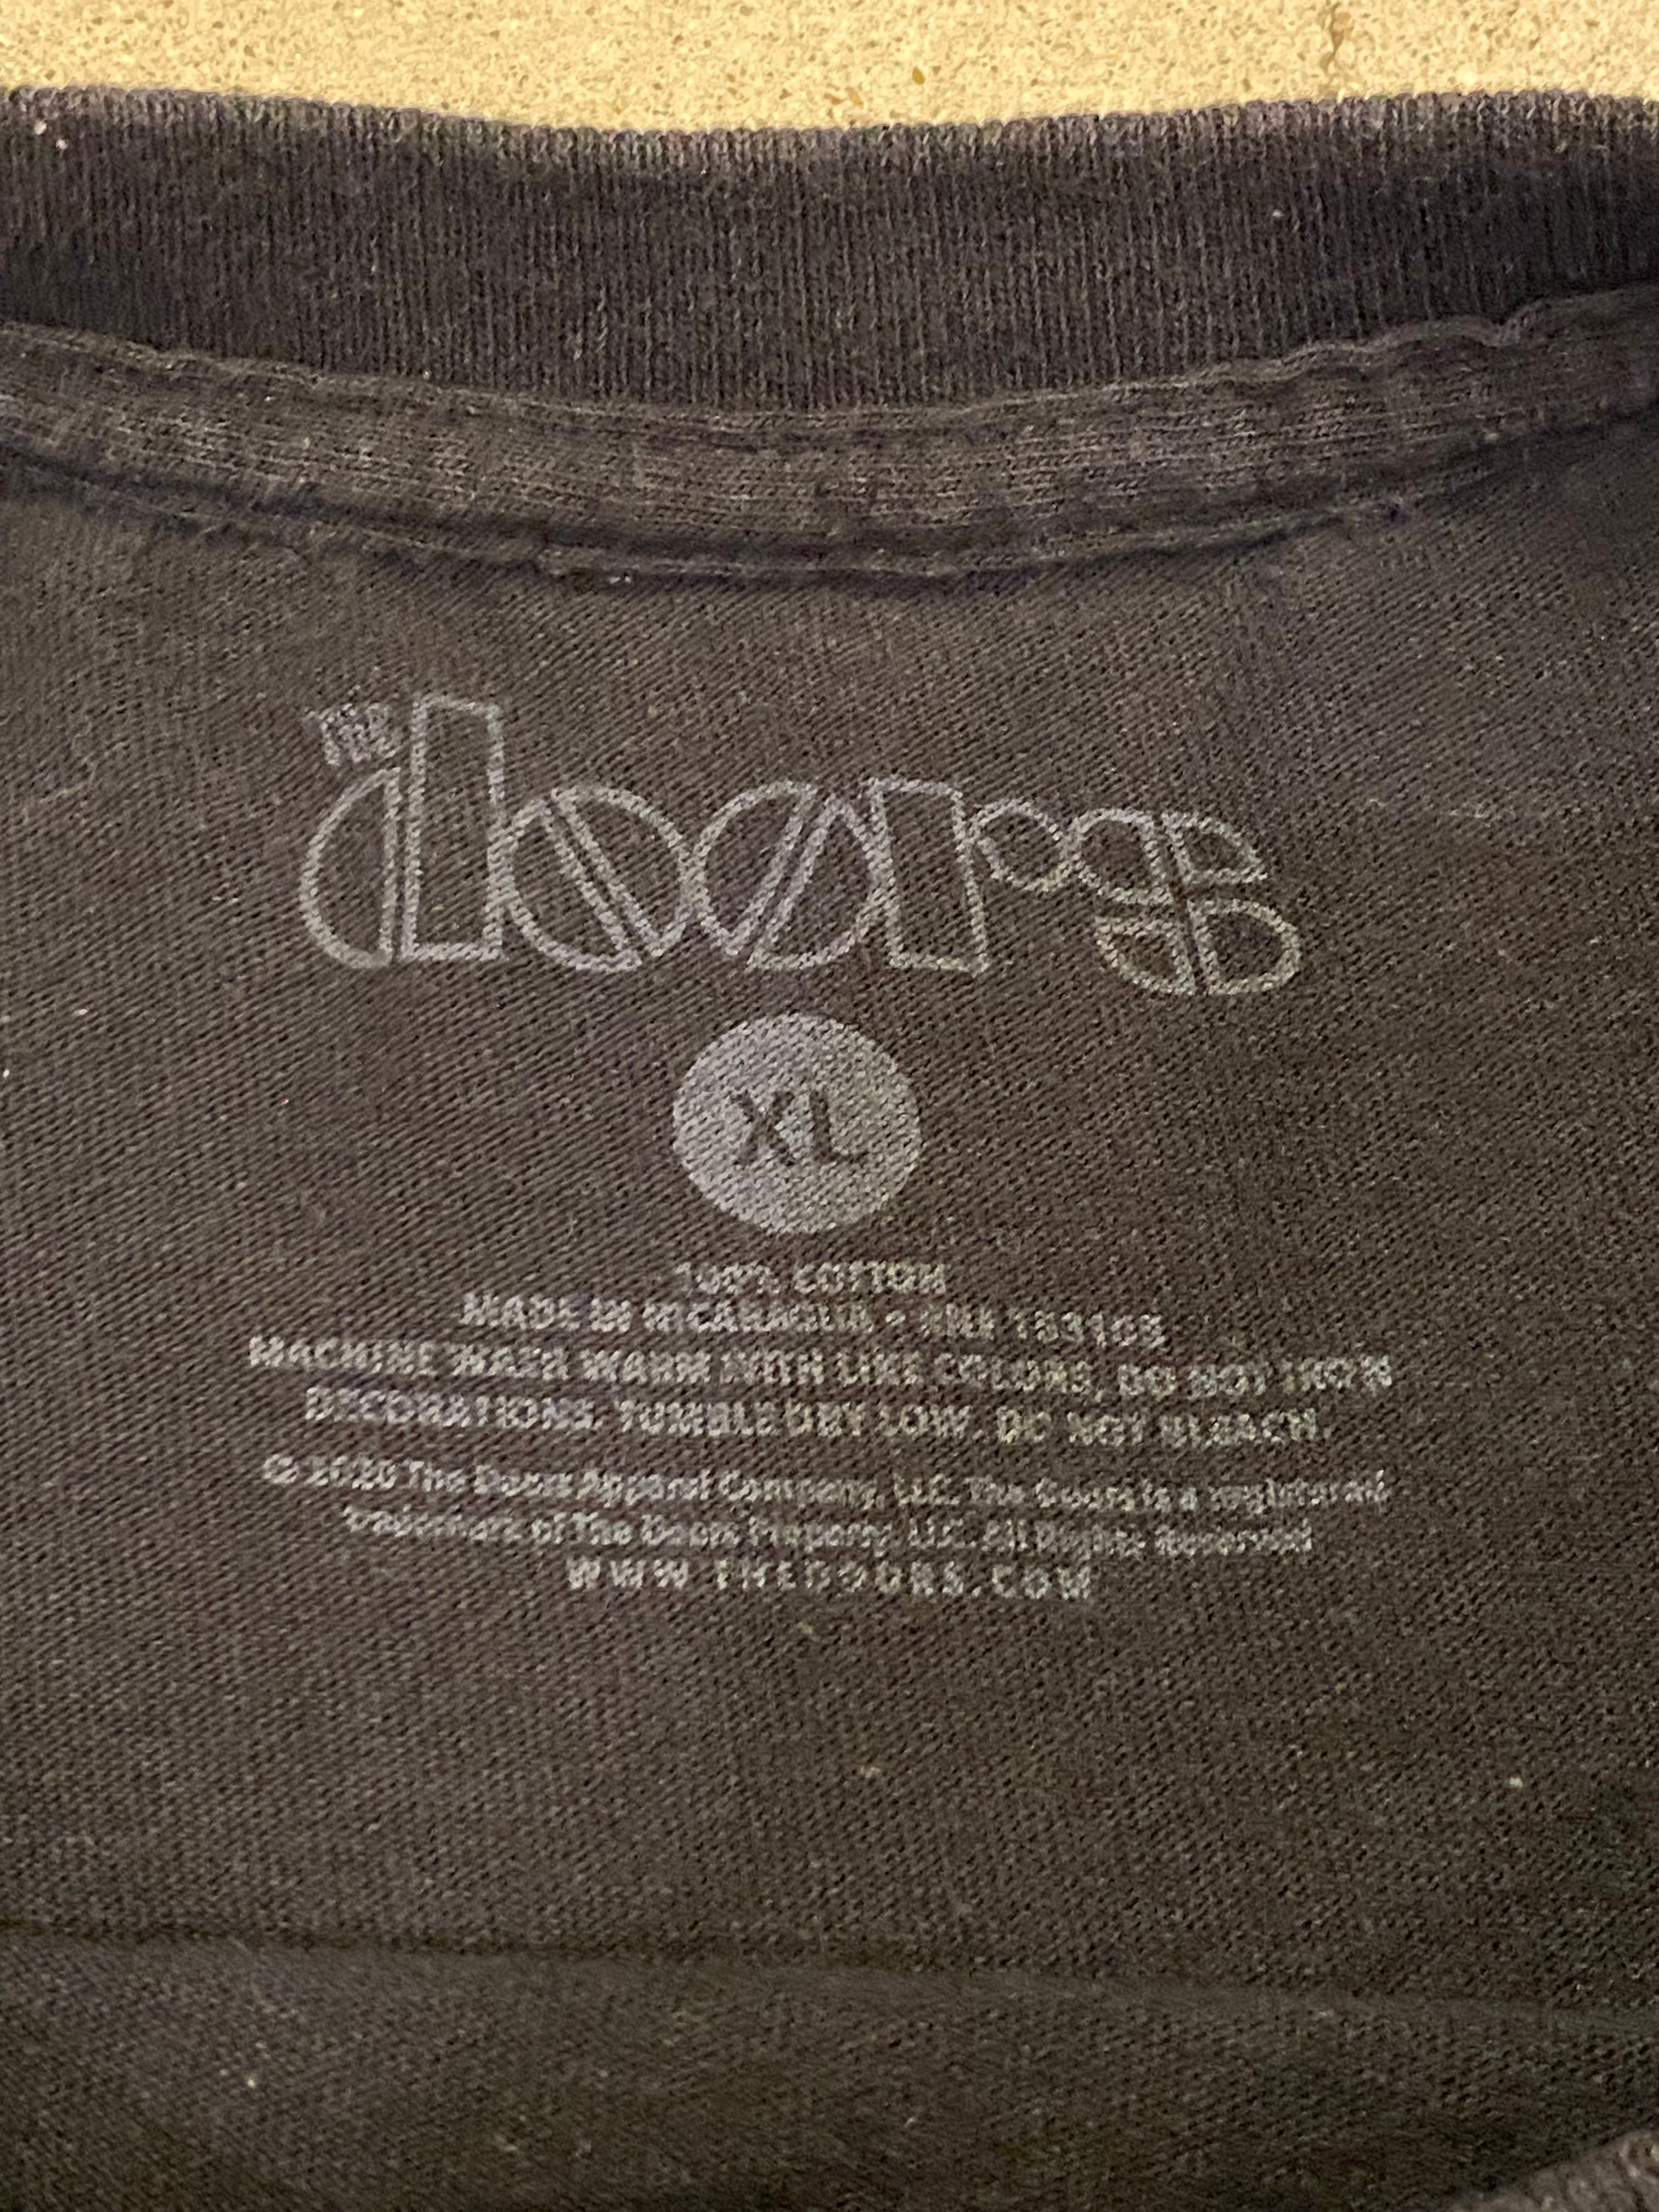 THE
doors
XL
100% COTTON
MADE IN NICARAGUA • RN# 153105
MACHINE WASH WARM WITH LIKE COLORS, DO NOT IRON
DECORATIONS. TUMBLE DRY LOW. DO NOT BLEACH.
© 2020 The Doors Apparel Company, LLC. The Doors is a registered
trademark of The Doors Property, LLC. All Rights Reserved
WWW.THEDOORS.COM